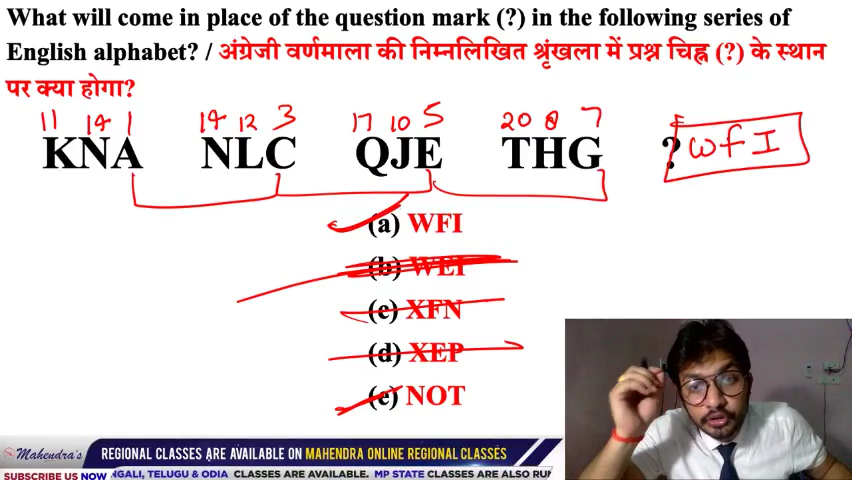 What will come in place of the question mark (?) in the following series of
English alphabet? / अंग्रेजी वर्णमाला की निम्नलिखित श्रृंखला में प्रश्न चिह्न (?) के स्थान
पर क्या होगा?
11 14 1 14 12 3 17 10 5 20 8 7
KNA NLC QJE THG ? WFI
(a) WFI
(b) WEI
(c) XFN
(d) XEP
(e) NOT
Mahendra's REGIONAL CLASSES ARE AVAILABLE ON MAHENDRA ONLINE REGIONAL CLASSES
SUBSCRIBE US NOW NGALI, TELUGU & ODIA CLASSES ARE AVAILABLE. MP STATE CLASSES ARE ALSO RUN